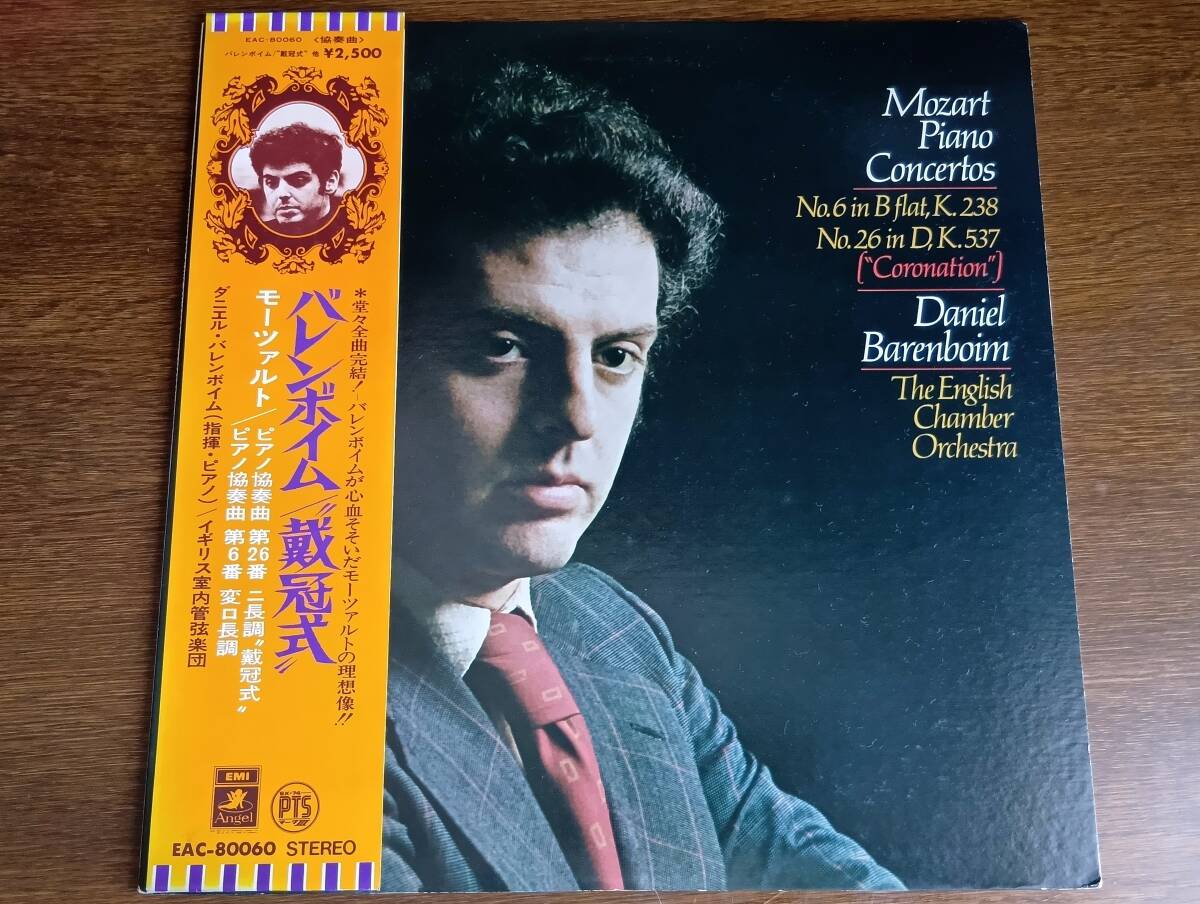 EAC-80060 〈協奏曲〉
バレンボイム/"戴冠式" 他 ¥2,500
＊堂々全曲完結!－バレンボイムが心血そそいだモーツァルトの理想像!!
バレンボイム/"戴冠式"
モーツァルト/ピアノ協奏曲 第26番 ニ長調"戴冠式"
ピアノ協奏曲 第6番 変ロ長調
ダニエル・バレンボイム(指揮・ピアノ)/イギリス室内管弦楽団
EMI
Angel
PTS
マーク
EAC-80060 STEREO
Mozart
Piano
Concertos
No.6 in B flat, K.238
No.26 in D, K.537
("Coronation")
Daniel
Barenboim
The English
Chamber
Orchestra